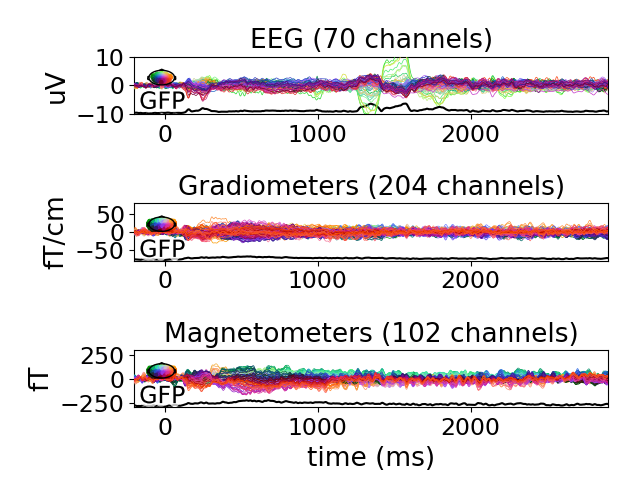 EEG (70 channels)
10
0
−10
uV
GFP
0
1000
2000
Gradiometers (204 channels)
50
0
−50
fT/cm
GFP
0
1000
2000
Magnetometers (102 channels)
250
0
−250
fT
GFP
0
1000
2000
time (ms)